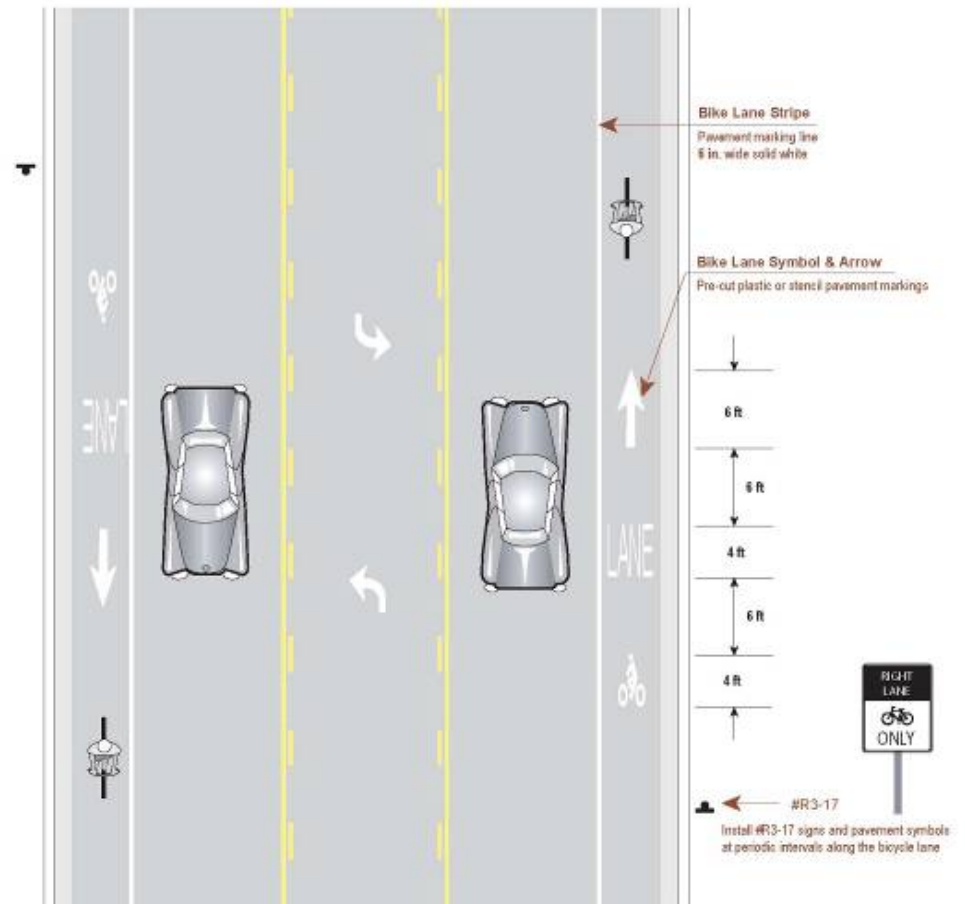 Bike Lane Stripe
Pavement marking line
6 in. wide solid white
Bike Lane Symbol & Arrow
Pre-cut plastic or stencil pavement markings
6 ft
LANE
6 ft
4 ft
LANE
6 ft
4 ft
RIGHT
LANE
ONLY
#R3-17
Install #R3-17 signs and pavement symbols
at periodic intervals along the bicycle lane